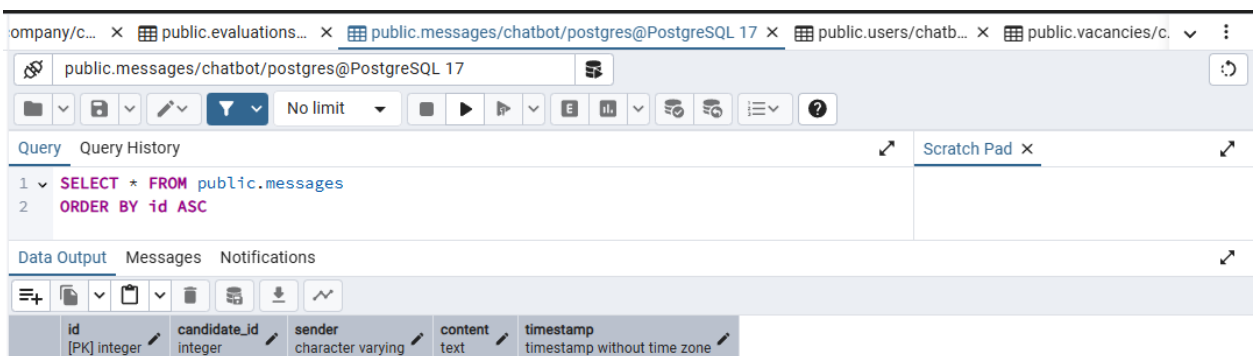 ompany/c... public.evaluations... public.messages/chatbot/postgres@PostgreSQL 17 public.users/chatb... public.vacancies/c.
public.messages/chatbot/postgres@PostgreSQL 17
No limit E
Query Query History Scratch Pad
1 SELECT * FROM public.messages
2 ORDER BY id ASC
Data Output Messages Notifications
id candidate_id sender content timestamp
[PK] integer integer character varying text timestamp without time zone